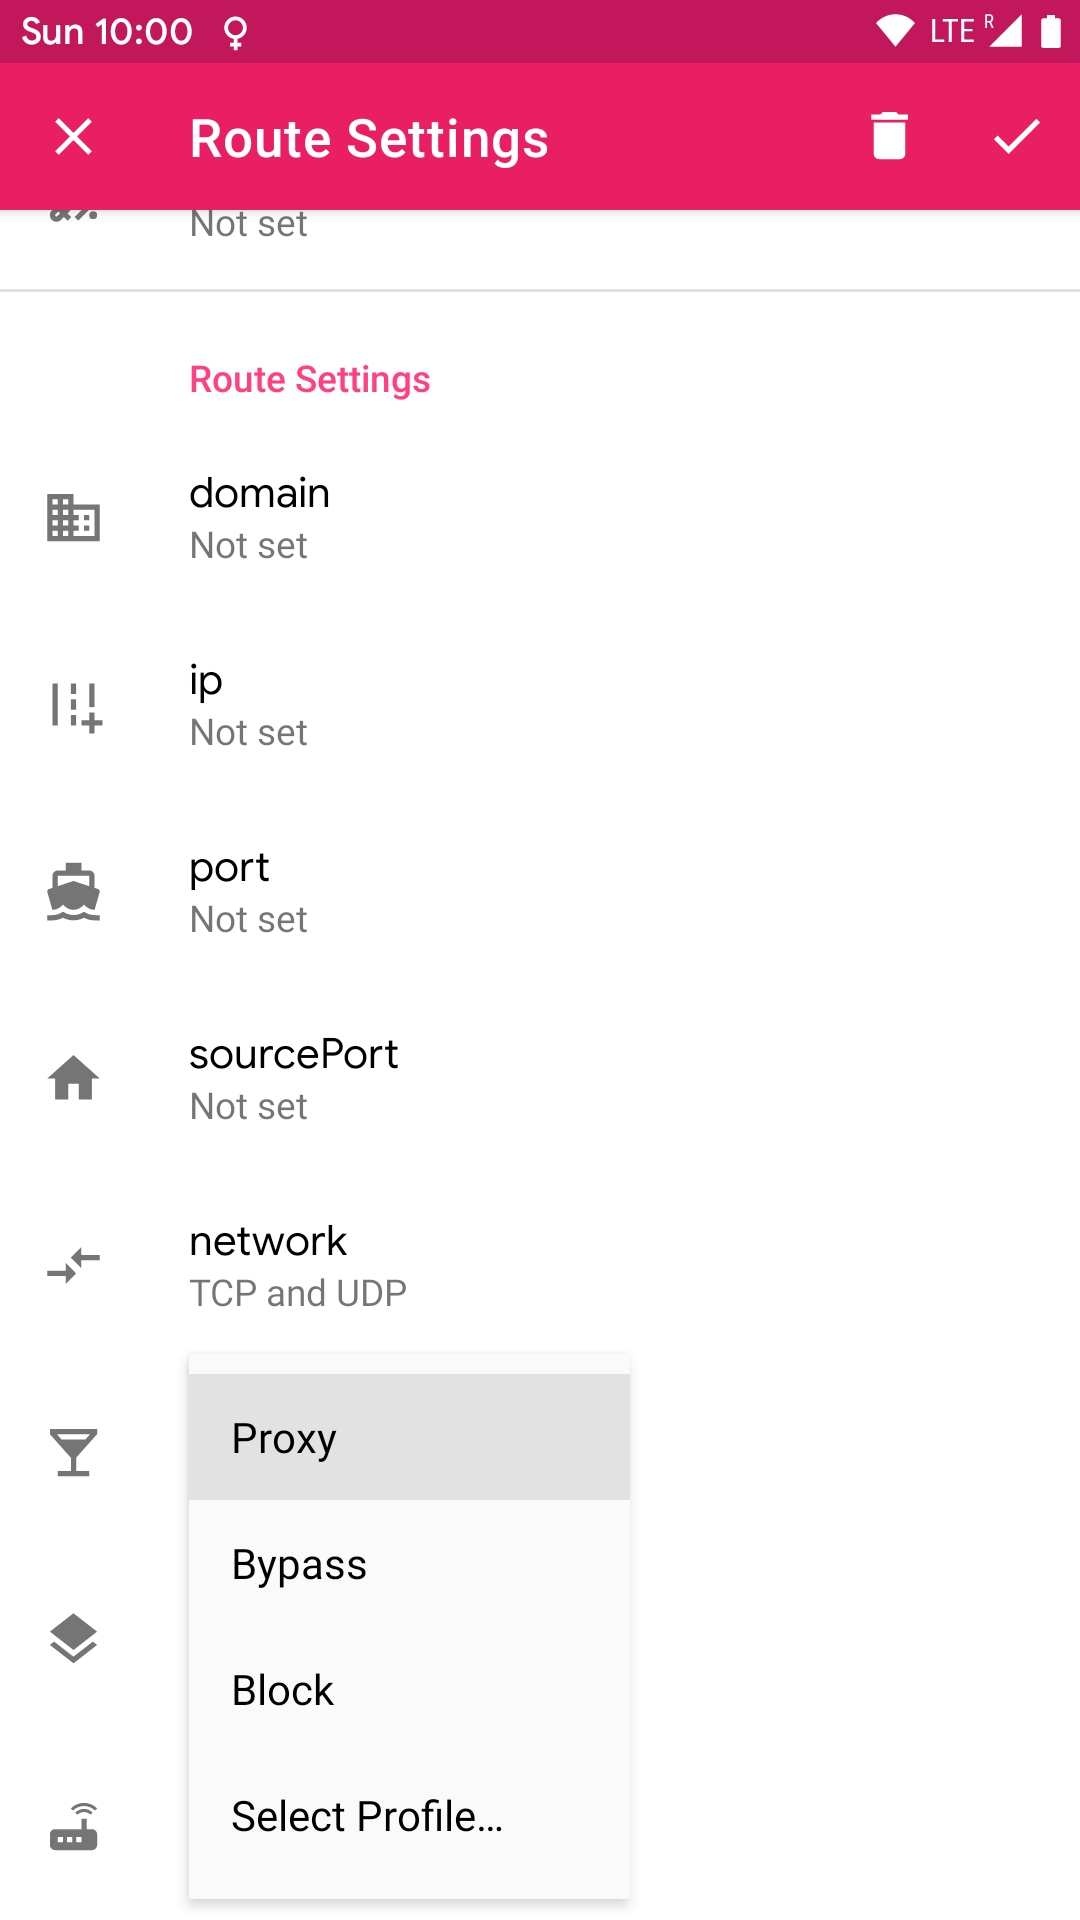 Sun 10:00
LTE R
Route Settings
Not set
Route Settings
domain
Not set
ip
Not set
port
Not set
sourcePort
Not set
network
TCP and UDP
Proxy
Bypass
Block
Select Profile…